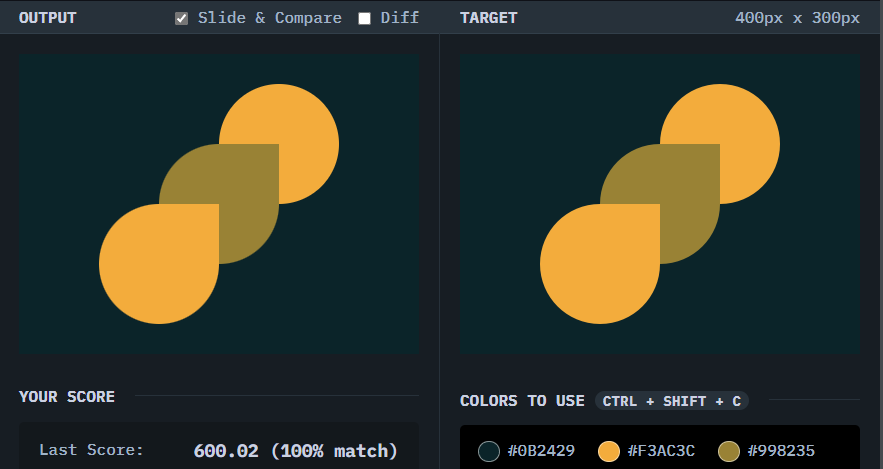 OUTPUT Slide & Compare Diff
TARGET 400px x 300px
YOUR SCORE
Last Score: 600.02 (100% match)
COLORS TO USE CTRL + SHIFT + C
#0B2429 #F3AC3C #998235